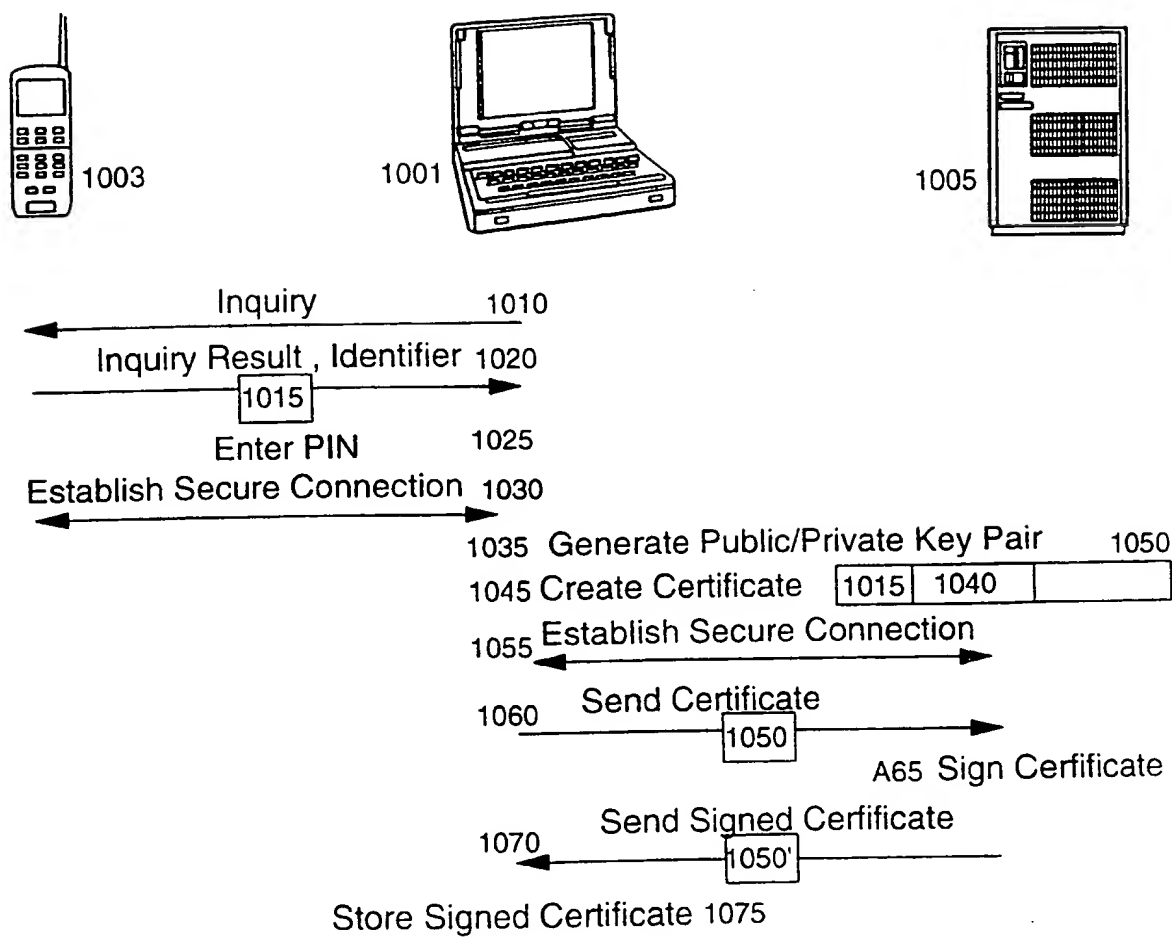 1003
1001
1005
Inquiry 1010
Inquiry Result , Identifier 1020
1015
Enter PIN 1025
Establish Secure Connection 1030
1035 Generate Public/Private Key Pair 1050
1045 Create Certificate 1015 1040
1055 Establish Secure Connection
1060 Send Certificate
1050
A65 Sign Cerfificate
1070 Send Signed Cerfificate
1050'
Store Signed Certificate 1075